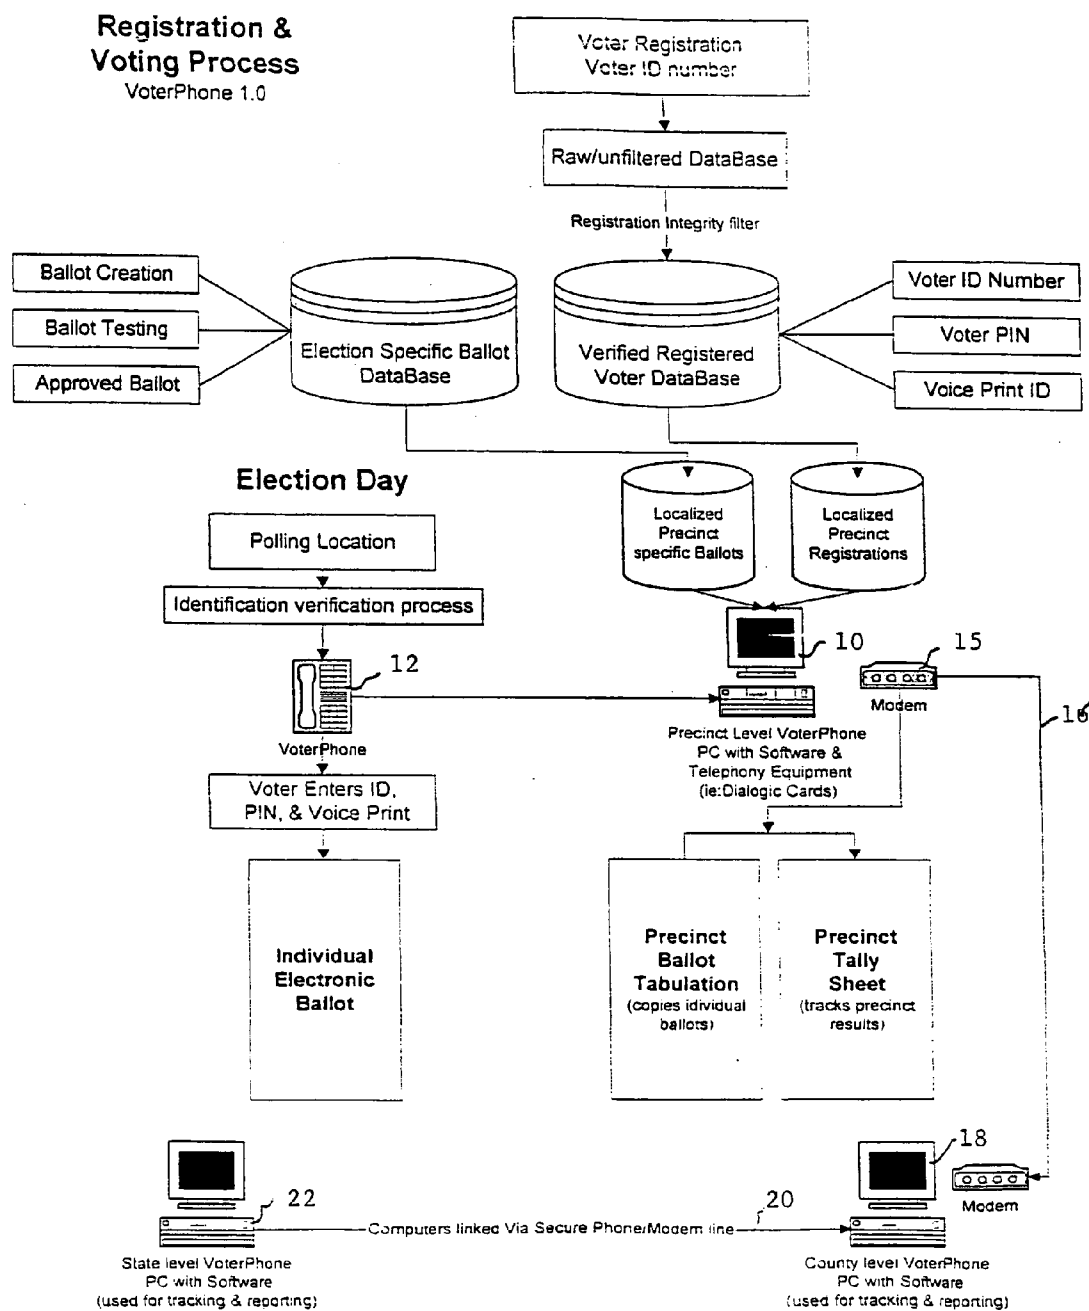 Registration &
Voting Process
VoterPhone 1.0
Voter Registration
Voter ID number
Raw/unfiltered DataBase
Registration Integrity filter
Ballot Creation
Ballot Testing
Approved Ballot
Election Specific Ballot
DataBase
Verified Registered
Voter DataBase
Voter ID Number
Voter PIN
Voice Print ID
Election Day
Polling Location
Identification verification process
Localized
Precinct
specific Ballots
Localized
Precinct
Registrations
12
VoterPhone
10
15
Modem
16
Precinct Level VoterPhone
PC with Software &
Telephony Equipment
(ie:Dialogic Cards)
Voter Enters ID,
PIN, & Voice Print
Individual
Electronic
Ballot
Precinct
Ballot
Tabulation
(copies idividual
ballots)
Precinct
Tally
Sheet
(tracks precinct
results)
18
Modem
22
Computers linked Via Secure Phone/Modem line
20
State level VoterPhone
PC with Software
(used for tracking & reporting)
County level VoterPhone
PC with Software
(used for tracking & reporting)